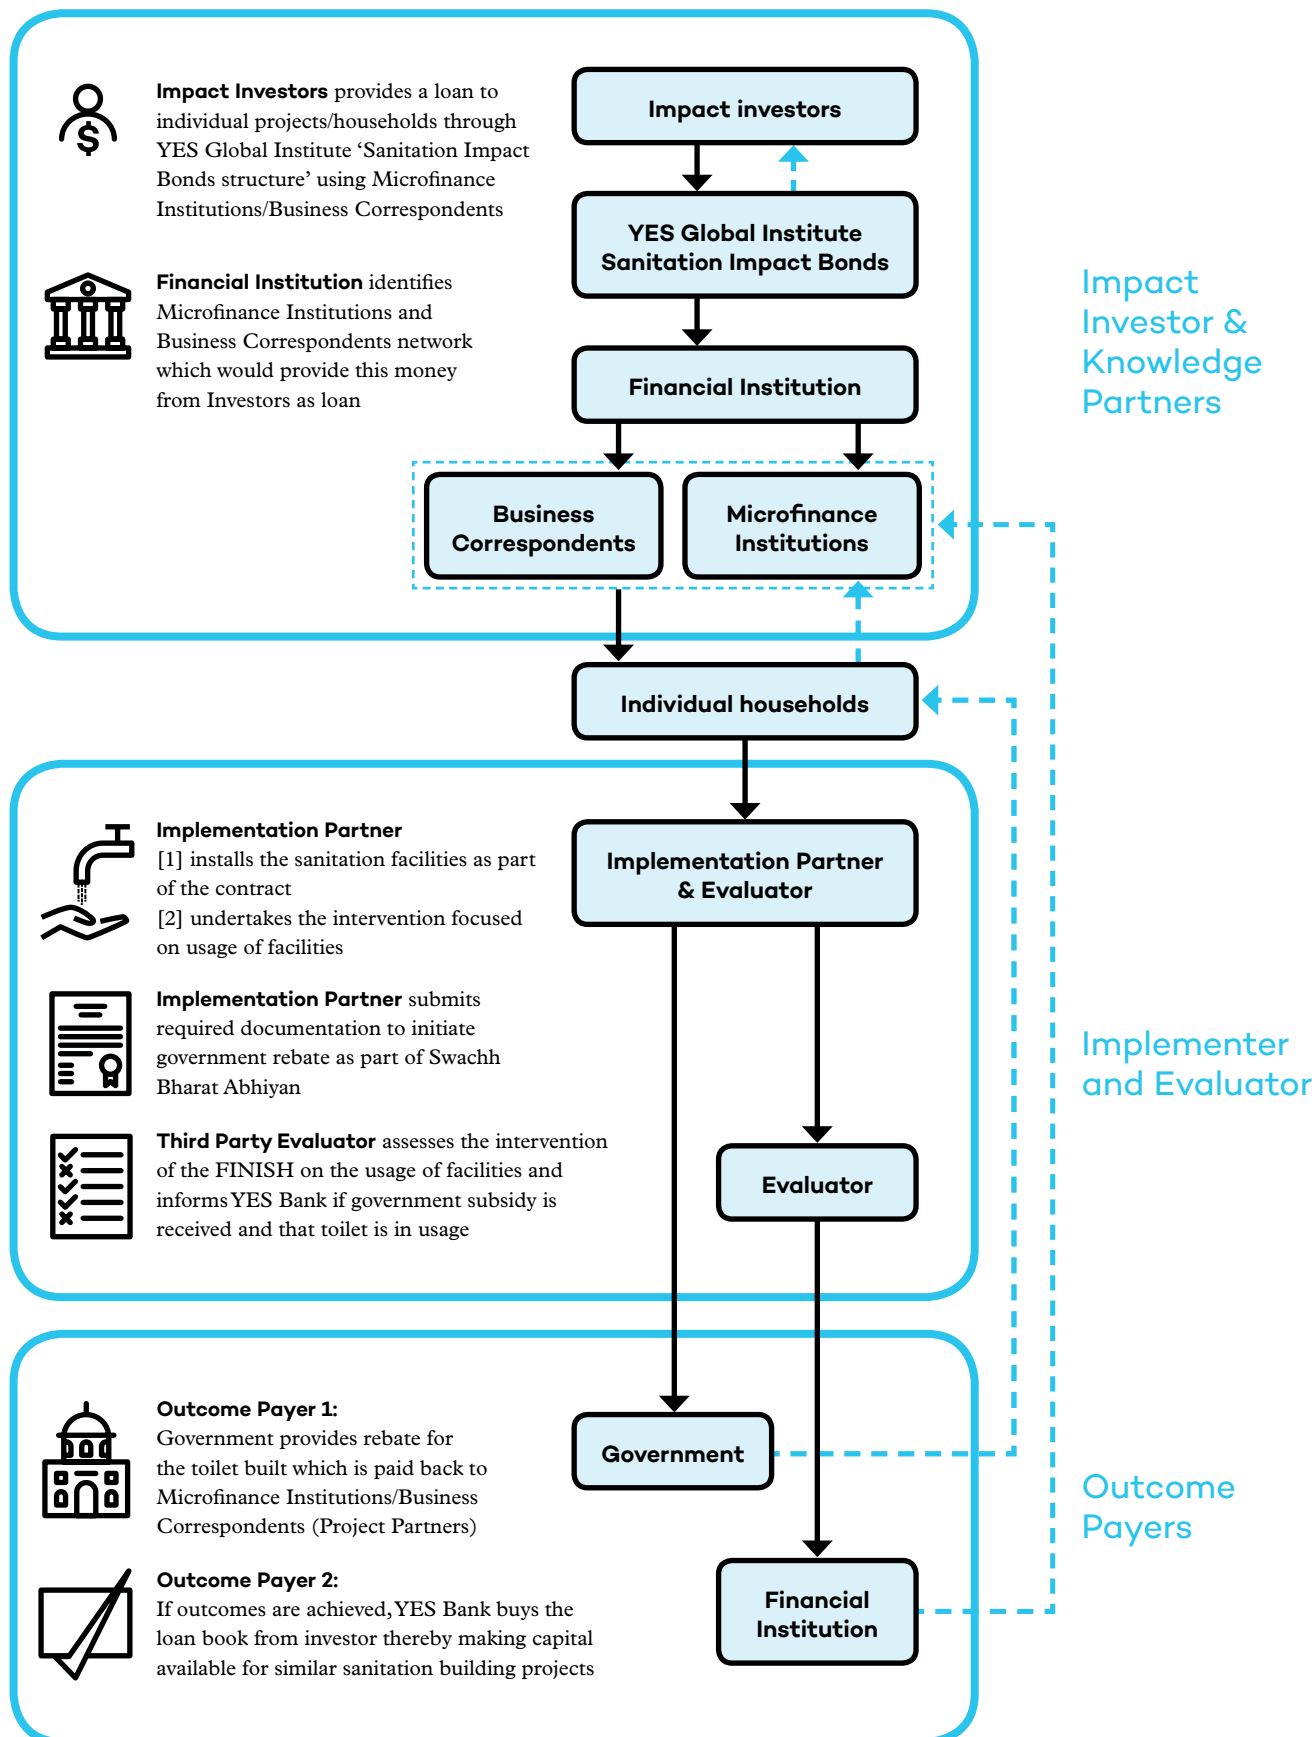 Impact Investors provides a loan to
individual projects/households through
YES Global Institute ‘Sanitation Impact
Bonds structure’ using Microfinance
Institutions/Business Correspondents
Financial Institution identifies
Microfinance Institutions and
Business Correspondents network
which would provide this money
from Investors as loan
Impact investors
YES Global Institute
Sanitation Impact Bonds
Financial Institution
Business
Correspondents
Microfinance
Institutions
Impact
Investor &
Knowledge
Partners
Individual households
Implementation Partner
[1] installs the sanitation facilities as part
of the contract
[2] undertakes the intervention focused
on usage of facilities
Implementation Partner submits
required documentation to initiate
government rebate as part of Swachh
Bharat Abhiyan
Third Party Evaluator assesses the intervention
of the FINISH on the usage of facilities and
informs YES Bank if government subsidy is
received and that toilet is in usage
Implementation Partner
& Evaluator
Evaluator
Implementer
and Evaluator
Outcome Payer 1:
Government provides rebate for
the toilet built which is paid back to
Microfinance Institutions/Business
Correspondents (Project Partners)
Outcome Payer 2:
If outcomes are achieved, YES Bank buys the
loan book from investor thereby making capital
available for similar sanitation building projects
Government
Financial
Institution
Outcome
Payers